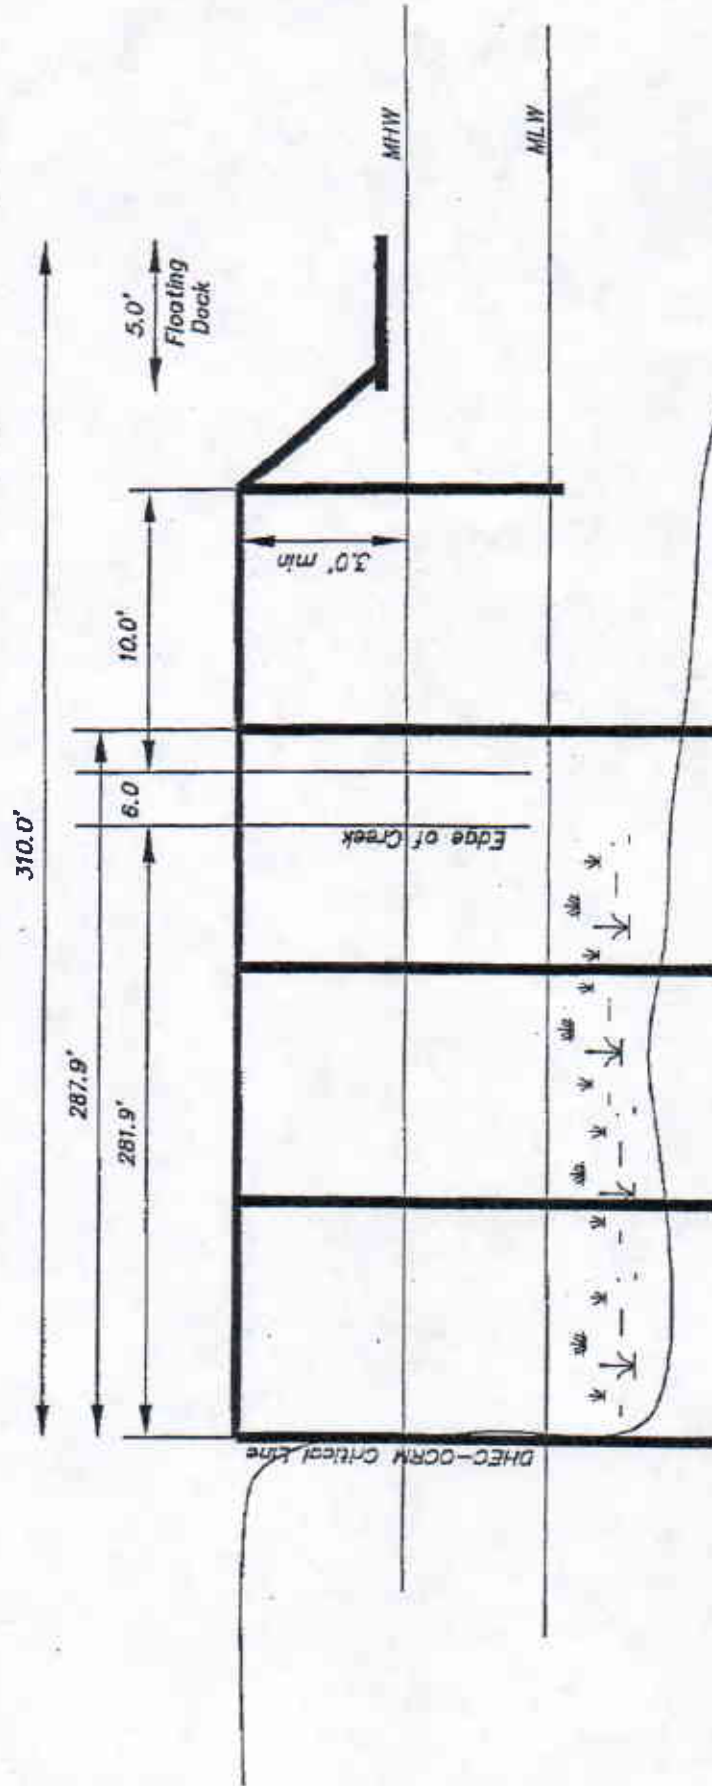 310.0'
287.9'
281.9'
6.0
10.0'
5.0'
Floating
Dock
3.0' min
MHW
MLW
Edge of Creek
DHEC-OCRM Critical Line